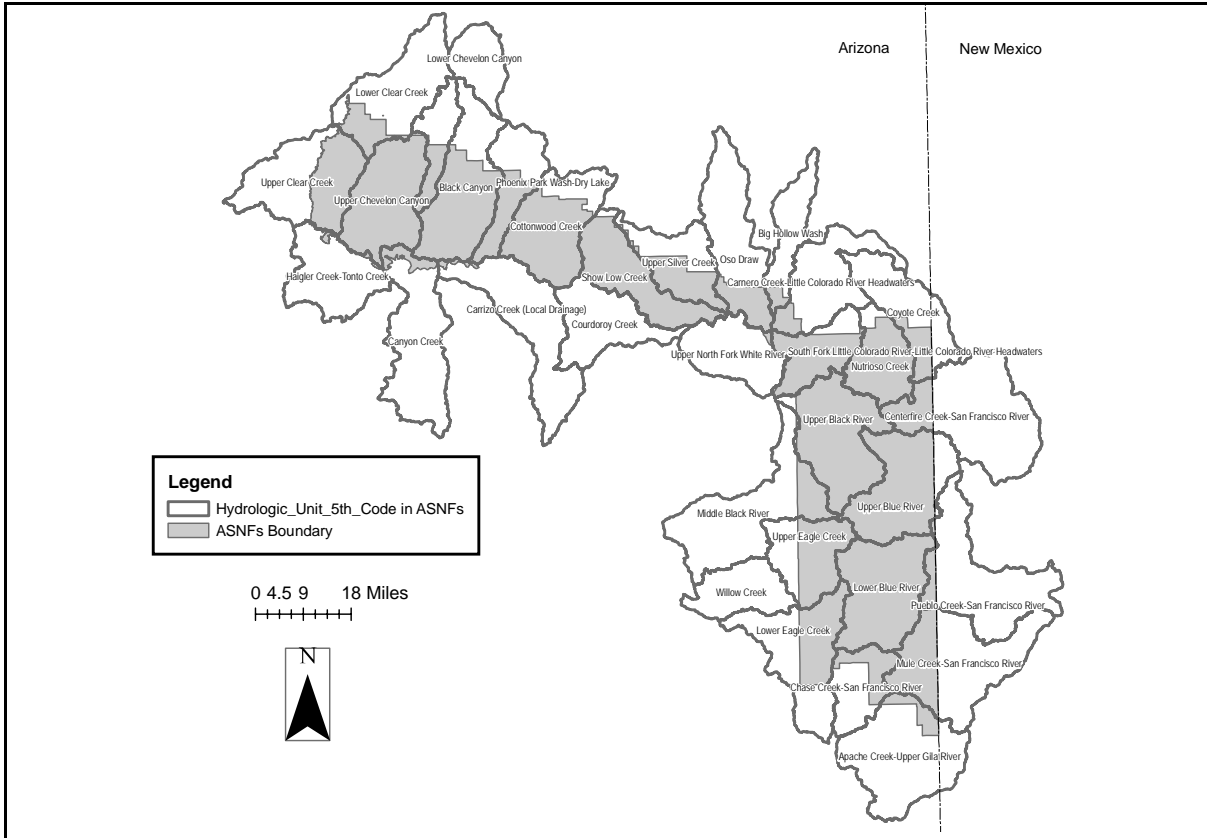 Arizona
New Mexico
Lower Chevelon Canyon
Lower Clear Creek
Upper Clear Creek
Upper Chevelon Canyon
Black Canyon
Phoenix Park Wash-Dry Lake
Cottonwood Creek
Big Hollow Wash
Upper Silver Creek
Oso Draw
Haigler Creek-Tonto Creek
Show Low Creek
Carnero Creek-Little Colorado River Headwaters
Carrizo Creek (Local Drainage)
Courdoroy Creek
Coyote Creek
Canyon Creek
Upper North Fork White River
South Fork Little Colorado River-Little Colorado River Headwaters
Nutrioso Creek
Upper Black River
Centerfire Creek-San Francisco River
Legend
Hydrologic_Unit_5th_Code in ASNFs
ASNFs Boundary
Middle Black River
Upper Blue River
Upper Eagle Creek
0 4.5 9 18 Miles
Willow Creek
Lower Blue River
Pueblo Creek-San Francisco River
Lower Eagle Creek
N
Mule Creek-San Francisco River
Chase Creek-San Francisco River
Apache Creek-Upper Gila River